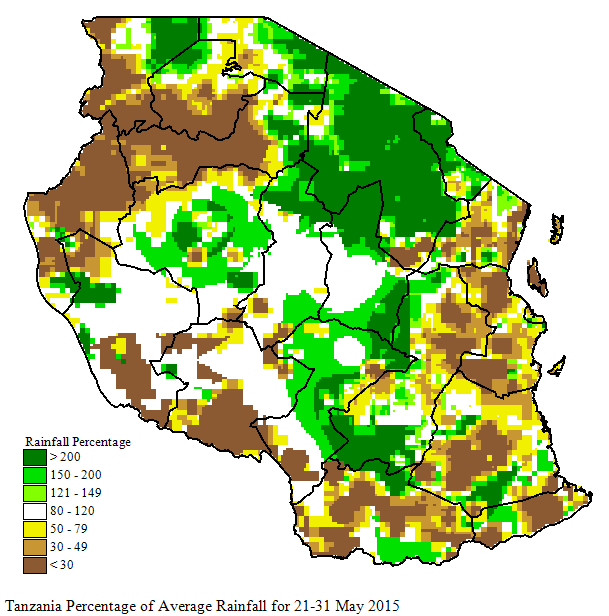 Rainfall Percentage
> 200
150 - 200
121 - 149
80 - 120
50 - 79
30 - 49
< 30
Tanzania Percentage of Average Rainfall for 21-31 May 2015